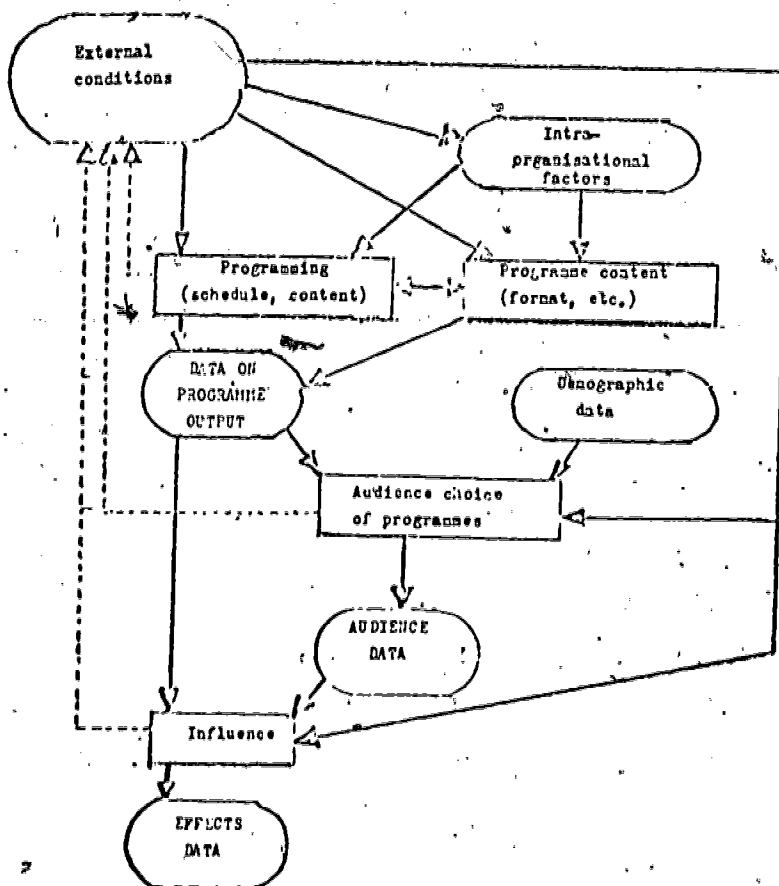 External
conditions
Intra-
organisational
factors
Programming
(schedule, content)
Programme content
(format, etc.)
DATA ON
PROGRAMME
OUTPUT
Demographic
data
Audience choice
of programmes
AUDIENCE
DATA
Influence
EFFECTS
DATA